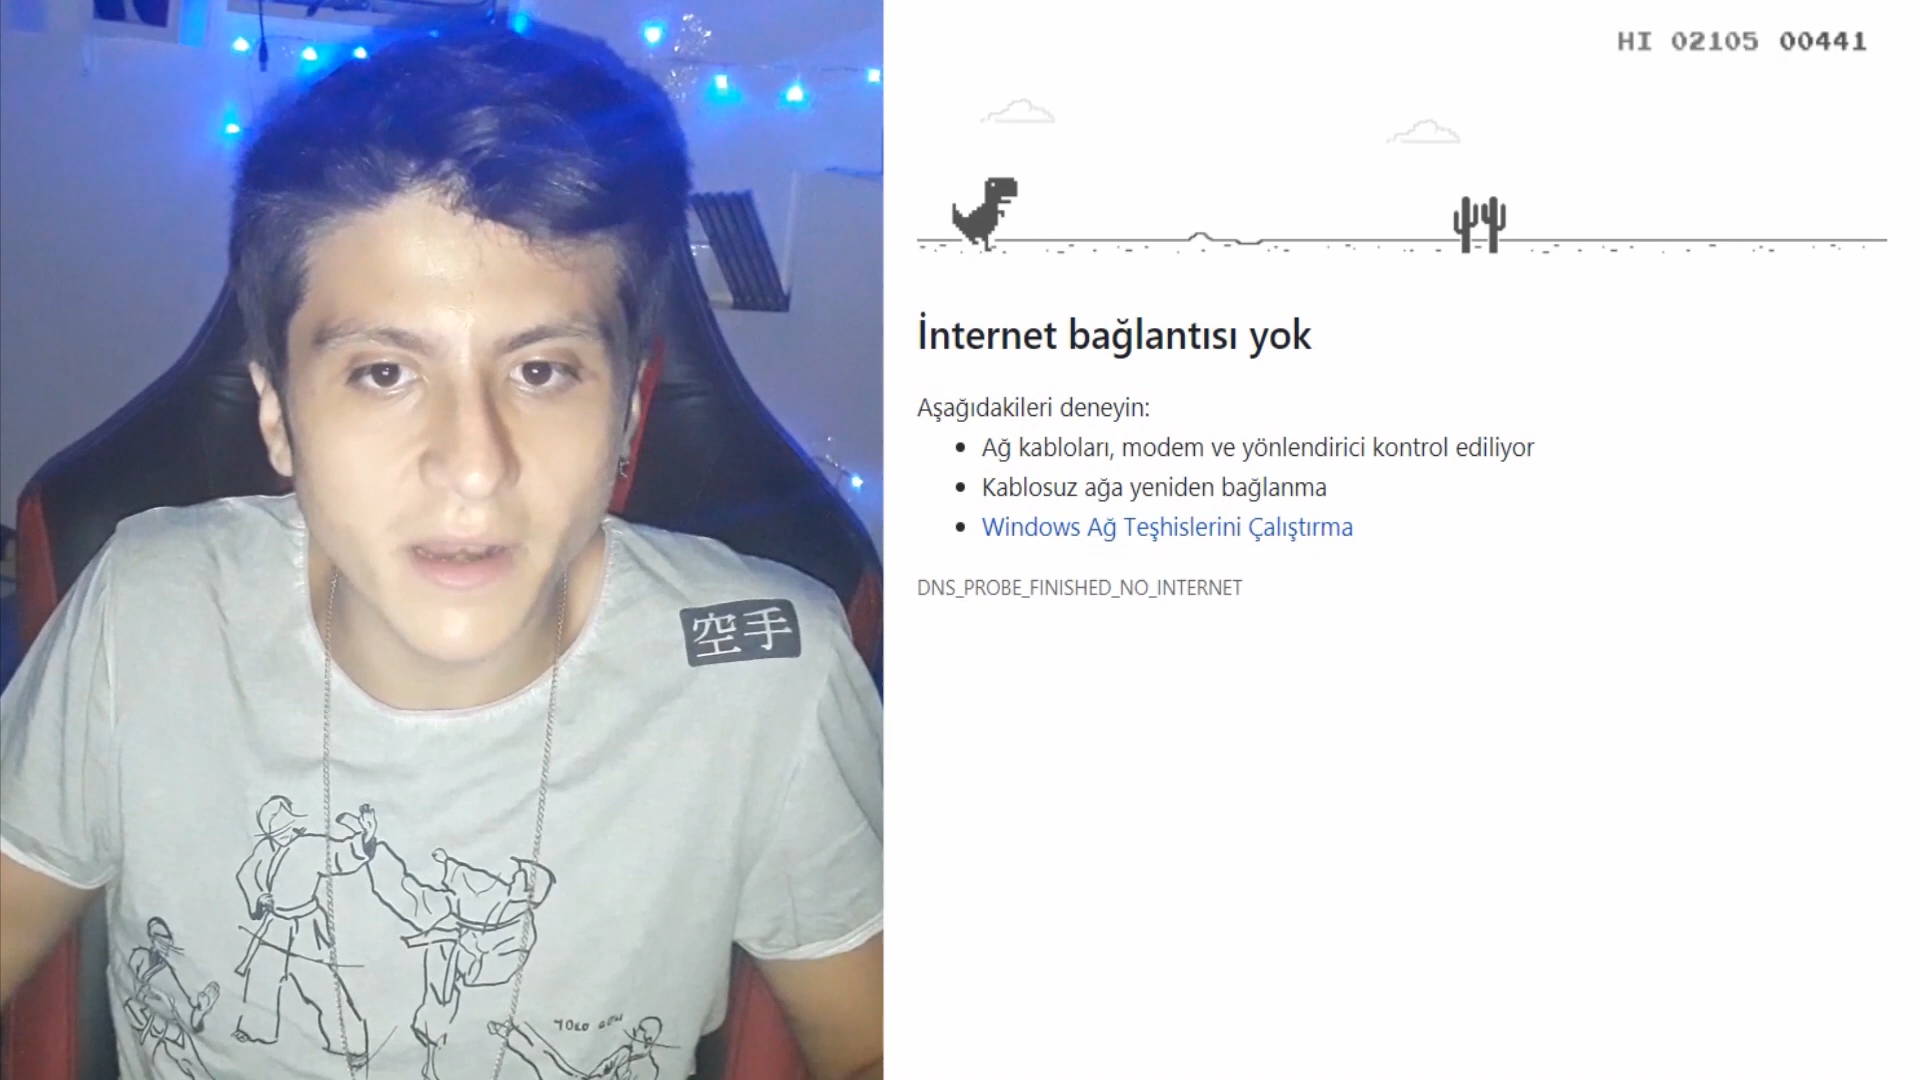 HI 02105 00441
İnternet bağlantısı yok
Aşağıdakileri deneyin:
Ağ kabloları, modem ve yönlendirici kontrol ediliyor
Kablosuz ağa yeniden bağlanma
Windows Ağ Teşhislerini Çalıştırma
DNS_PROBE_FINISHED_NO_INTERNET
空手